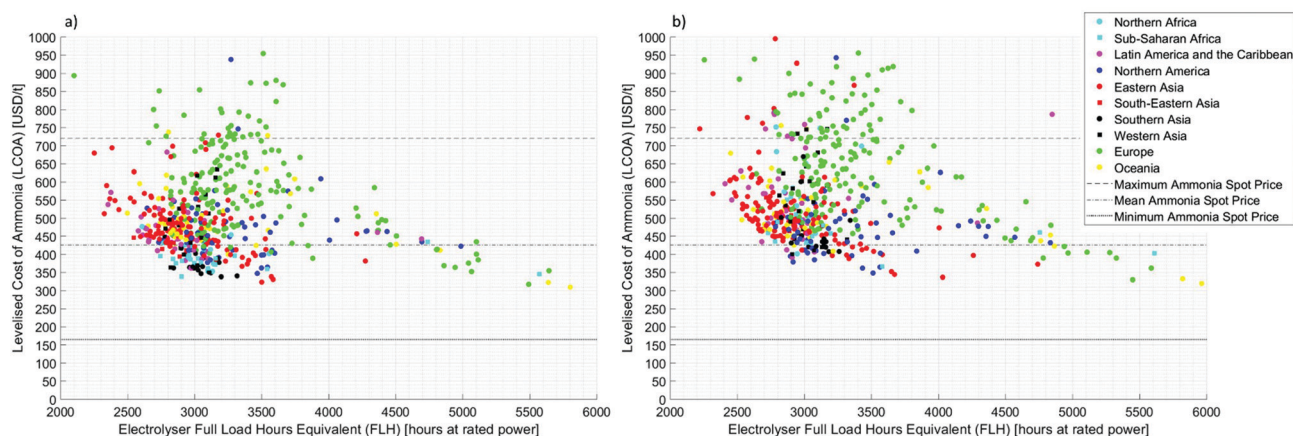 a)
Levelised Cost of Ammonia (LCOA) [USD/t]
1000
950
900
850
800
750
700
650
600
550
500
450
400
350
300
250
200
150
100
50
0
2000 2500 3000 3500 4000 4500 5000 5500 6000
Electrolyser Full Load Hours Equivalent (FLH) [hours at rated power]
b)
Levelised Cost of Ammonia (LCOA) [USD/t]
1000
950
900
850
800
750
700
650
600
550
500
450
400
350
300
250
200
150
100
50
0
2000 2500 3000 3500 4000 4500 5000 5500 6000
Electrolyser Full Load Hours Equivalent (FLH) [hours at rated power]
Northern Africa
Sub-Saharan Africa
Latin America and the Caribbean
Northern America
Eastern Asia
South-Eastern Asia
Southern Asia
Western Asia
Europe
Oceania
Maximum Ammonia Spot Price
Mean Ammonia Spot Price
Minimum Ammonia Spot Price